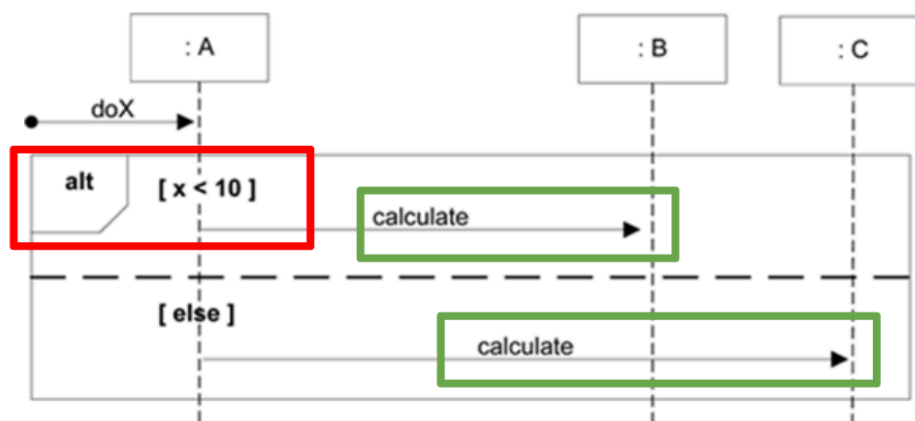 : A
: B
: C
doX
alt
[ x < 10 ]
calculate
[ else ]
calculate